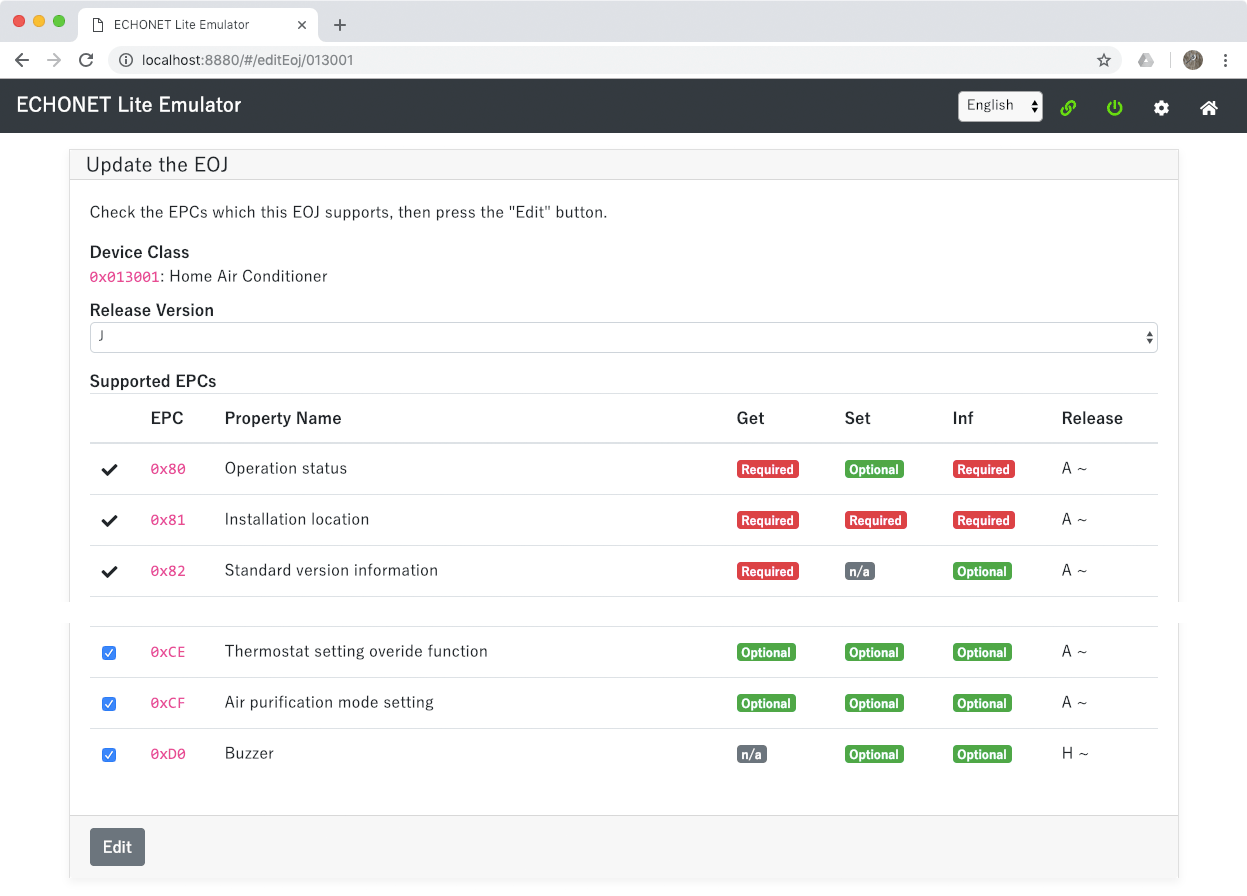 ECHONET Lite Emulator
localhost:8880/#/editEoj/013001
ECHONET Lite Emulator
English
Update the EOJ
Check the EPCs which this EOJ supports, then press the "Edit" button.
Device Class
0x013001: Home Air Conditioner
Release Version
J
Supported EPCs
EPC Property Name Get Set Inf Release
0x80 Operation status Required Optional Required A ~
0x81 Installation location Required Required Required A ~
0x82 Standard version information Required n/a Optional A ~
0xCE Thermostat setting overide function Optional Optional Optional A ~
0xCF Air purification mode setting Optional Optional Optional A ~
0xD0 Buzzer n/a Optional Optional H ~
Edit